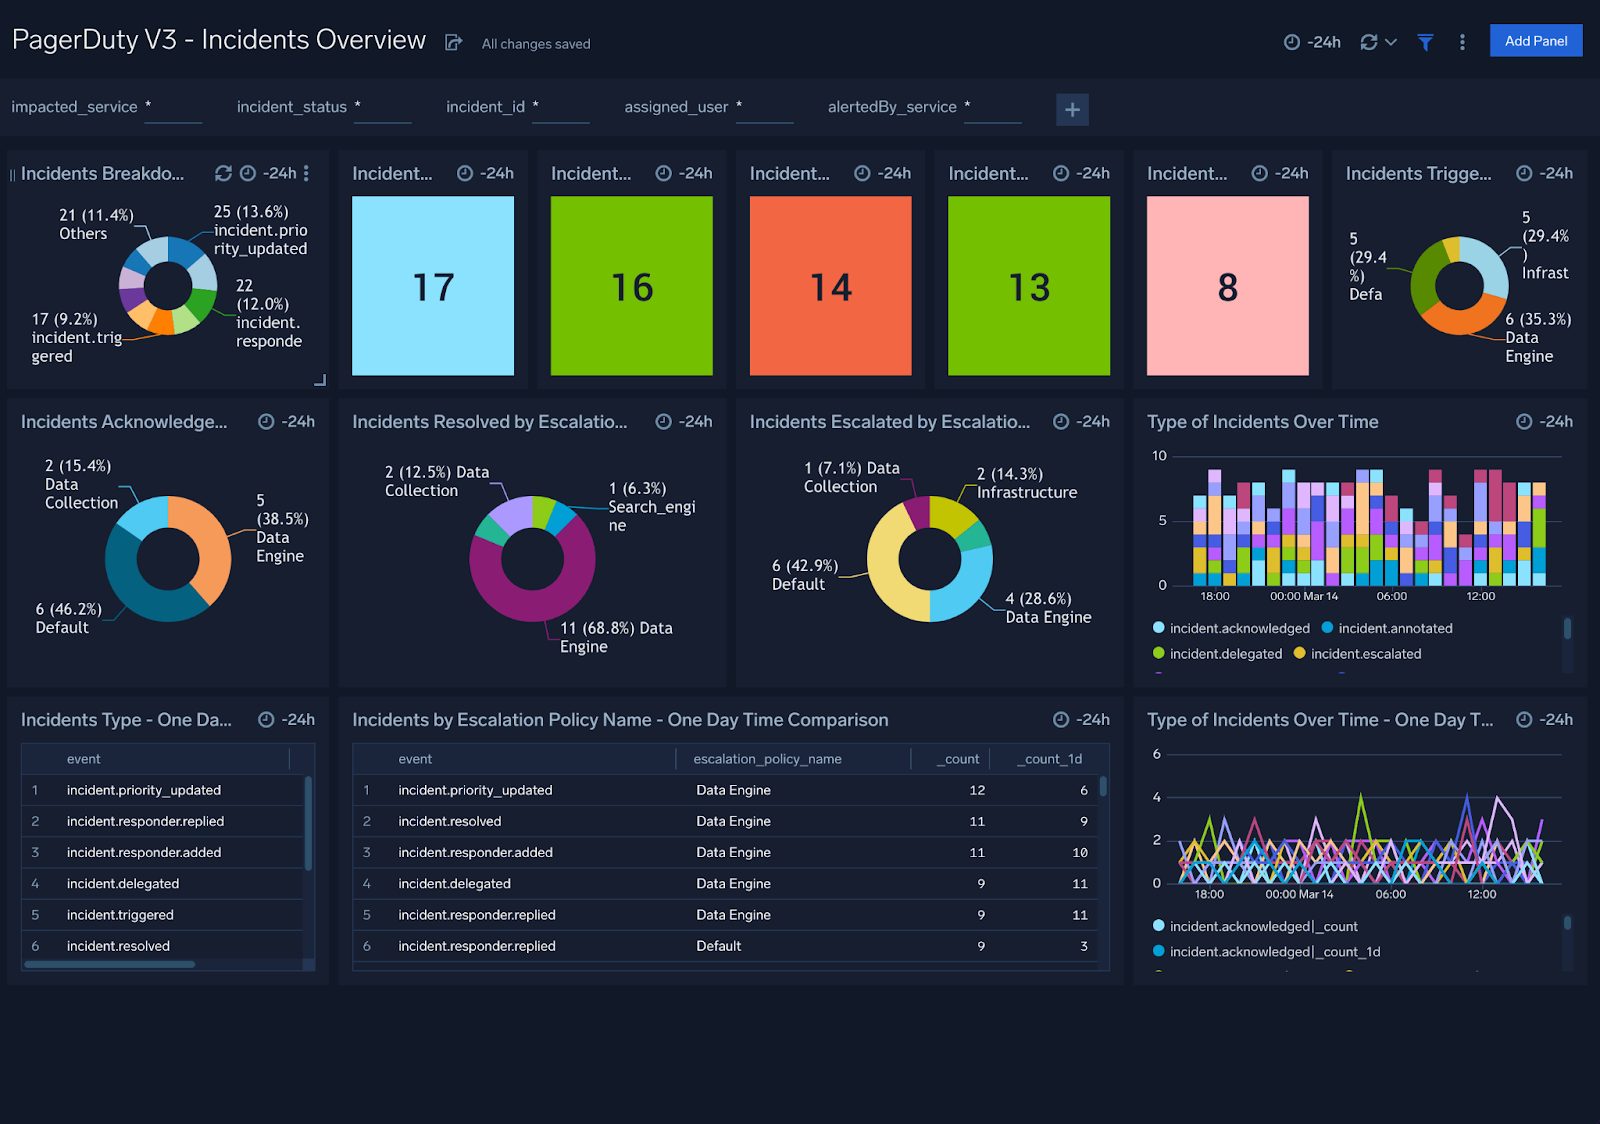 PagerDuty V3 - Incidents Overview
All changes saved
-24h
Add Panel
impacted_service *
incident_status *
incident_id *
assigned_user *
alertedBy_service *
+
Incidents Breakdo...
-24h
21 (11.4%)
Others
25 (13.6%)
incident.prio
rity_updated
22
(12.0%)
incident.
responde
17 (9.2%)
incident.trig
gered
Incident...
-24h
17
Incident...
-24h
16
Incident...
-24h
14
Incident...
-24h
13
Incident...
-24h
8
Incidents Trigge...
-24h
5
(29.4%
)
Infrast
5
(29.4
%)
Defa
6 (35.3%)
Data
Engine
Incidents Acknowledge...
-24h
2 (15.4%)
Data
Collection
5
(38.5%)
Data
Engine
6 (46.2%)
Default
Incidents Resolved by Escalatio...
-24h
2 (12.5%) Data
Collection
1 (6.3%)
Search_engi
ne
11 (68.8%) Data
Engine
Incidents Escalated by Escalatio...
-24h
1 (7.1%) Data
Collection
2 (14.3%)
Infrastructure
6 (42.9%)
Default
4 (28.6%)
Data Engine
Type of Incidents Over Time
-24h
10
5
0
18:00 00:00 Mar 14 06:00 12:00
incident.acknowledged incident.annotated
incident.delegated incident.escalated
Incidents Type - One Da...
-24h
event
1 incident.priority_updated
2 incident.responder.replied
3 incident.responder.added
4 incident.delegated
5 incident.triggered
6 incident.resolved
Incidents by Escalation Policy Name - One Day Time Comparison
-24h
event escalation_policy_name _count _count_1d
1 incident.priority_updated Data Engine 12 6
2 incident.resolved Data Engine 11 9
3 incident.responder.added Data Engine 11 10
4 incident.delegated Data Engine 9 11
5 incident.responder.replied Data Engine 9 11
6 incident.responder.replied Default 9 3
Type of Incidents Over Time - One Day T...
-24h
6
4
2
0
18:00 00:00 Mar 14 06:00 12:00
incident.acknowledged|_count
incident.acknowledged|_count_1d